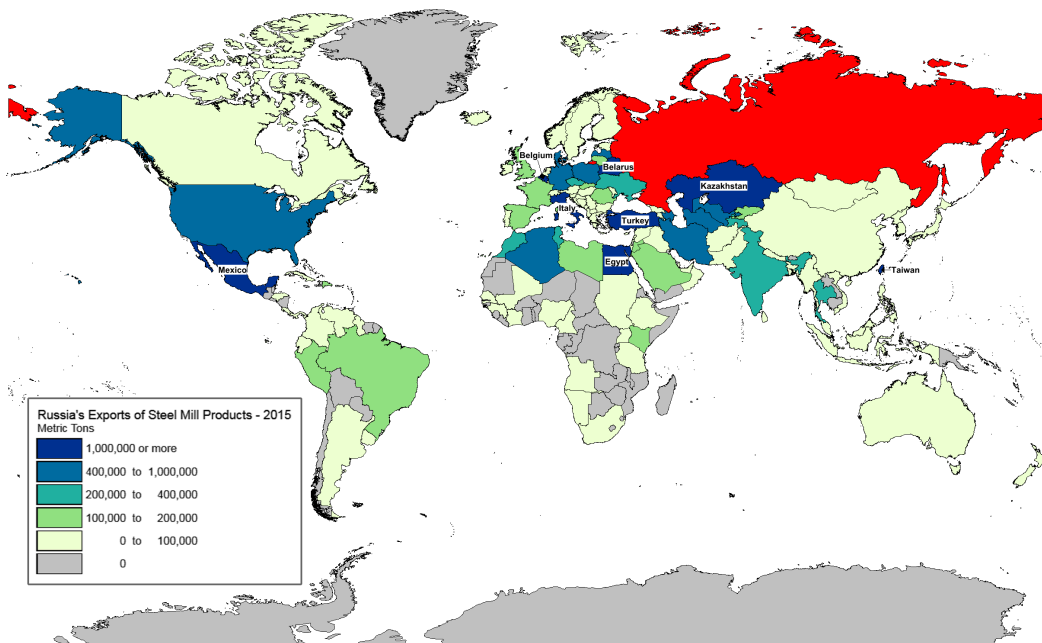 Belgium
Belarus
Kazakhstan
Italy
Turkey
Egypt
Mexico
Taiwan
Russia's Exports of Steel Mill Products - 2015
Metric Tons
1,000,000 or more
400,000 to 1,000,000
200,000 to 400,000
100,000 to 200,000
0 to 100,000
0